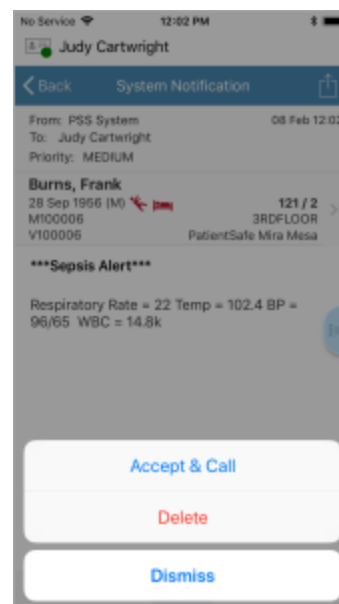 No Service 12:02 PM
Judy Cartwright
Back System Notification
From: PSS System 08 Feb 12:02
To: Judy Cartwright
Priority: MEDIUM
Burns, Frank
28 Sep 1956 (M) 121 / 2
M100006 3RDFLOOR
V100006 PatientSafe Mira Mesa
***Sepsis Alert***
Respiratory Rate = 22 Temp = 102.4 BP =
96/65 WBC = 14.8k
Accept & Call
Delete
Dismiss